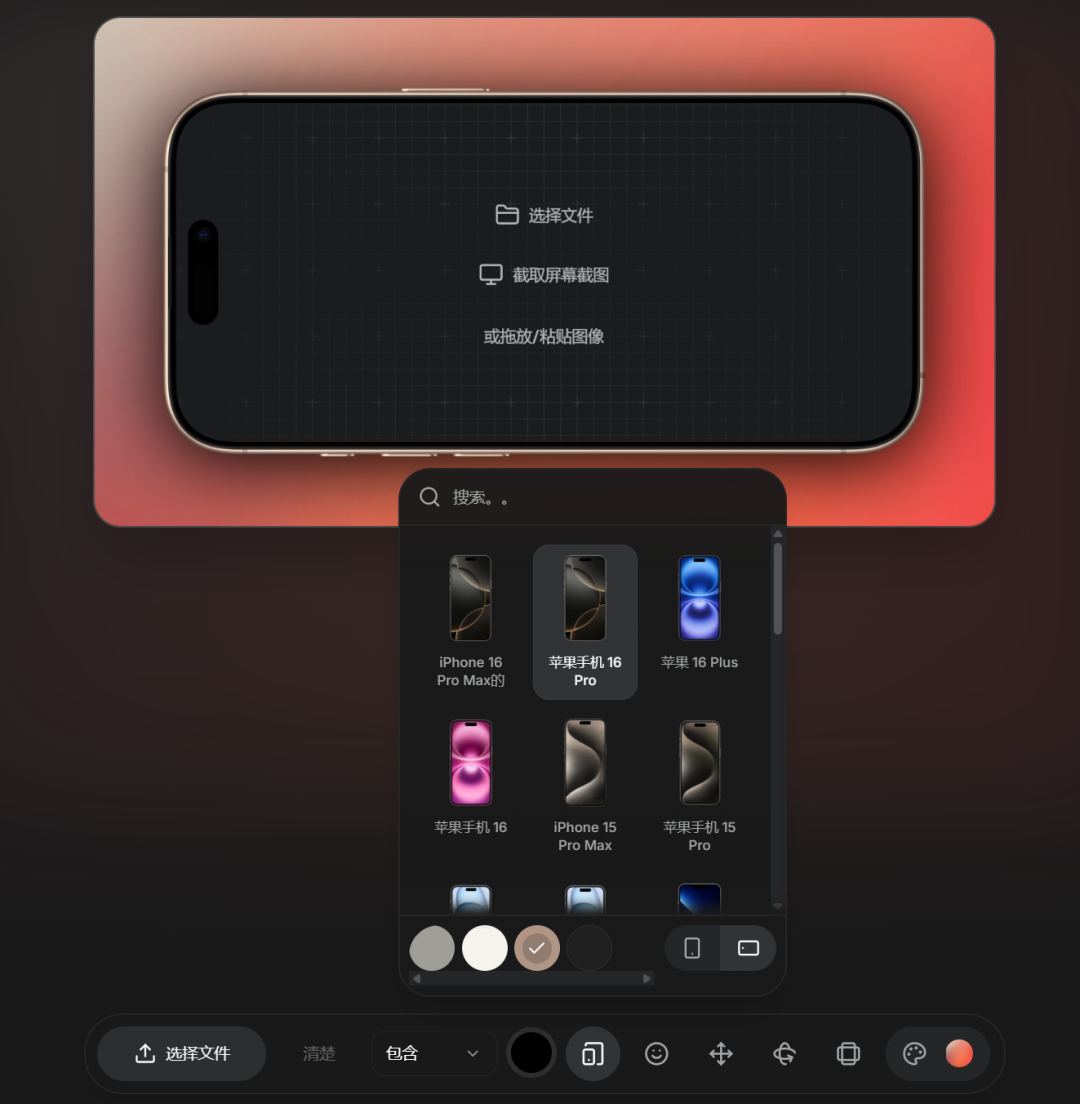 选择文件
截取屏幕截图
或拖放/粘贴图像
搜索。。
iPhone 16
Pro Max的
苹果手机 16
Pro
苹果 16 Plus
苹果手机 16
iPhone 15
Pro Max
苹果手机 15
Pro
选择文件
清楚
包含